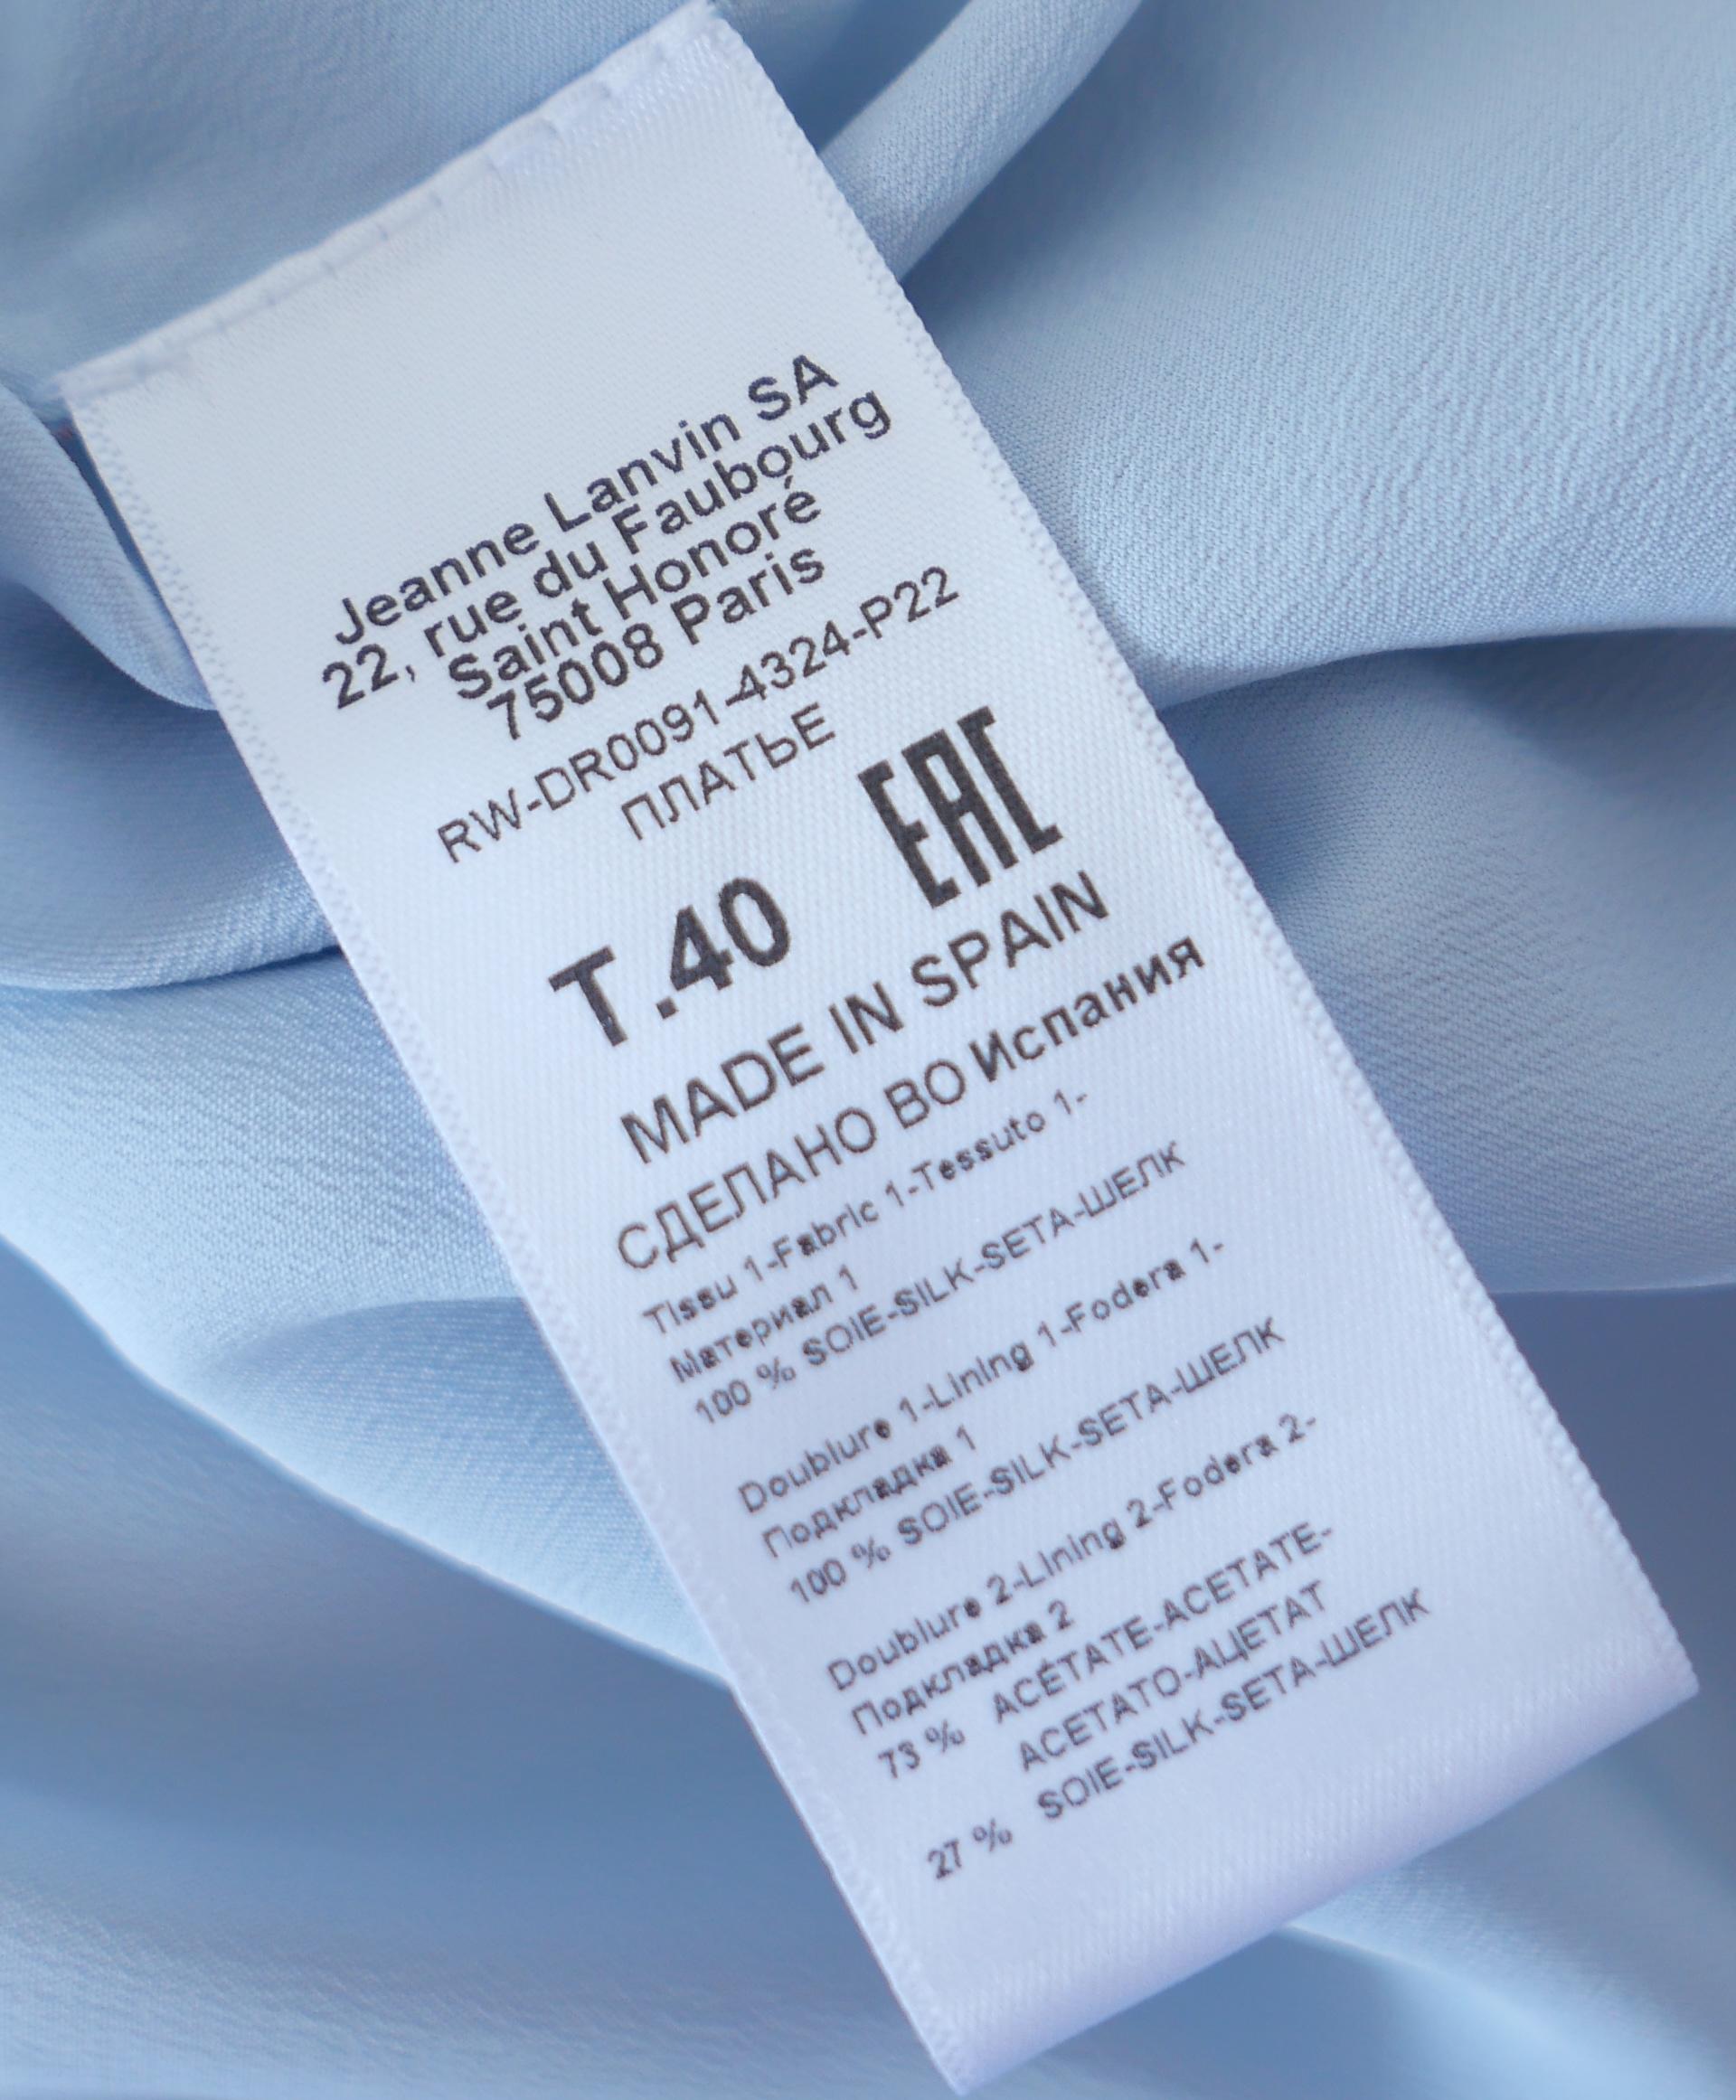 Jeanne Lanvin SA
22, rue du Faubourg
Saint Honoré
75008 Paris
RW-DR0091-4324-P22
ПЛАТЬЕ
T.40 EAC
MADE IN SPAIN
СДЕЛАНО ВО Испания
Tissu 1-Fabric 1-Tessuto 1-
Материал 1
100 % SOIE-SILK-SETA-ШЕЛК
Doublure 1-Lining 1-Fodera 1-
Подкладка 1
100 % SOIE-SILK-SETA-ШЕЛК
Doublure 2-Lining 2-Fodera 2-
Подкладка 2
73 % ACÉTATE-ACETATE-
ACETATO-АЦЕТАТ
27 % SOIE-SILK-SETA-ШЕЛК